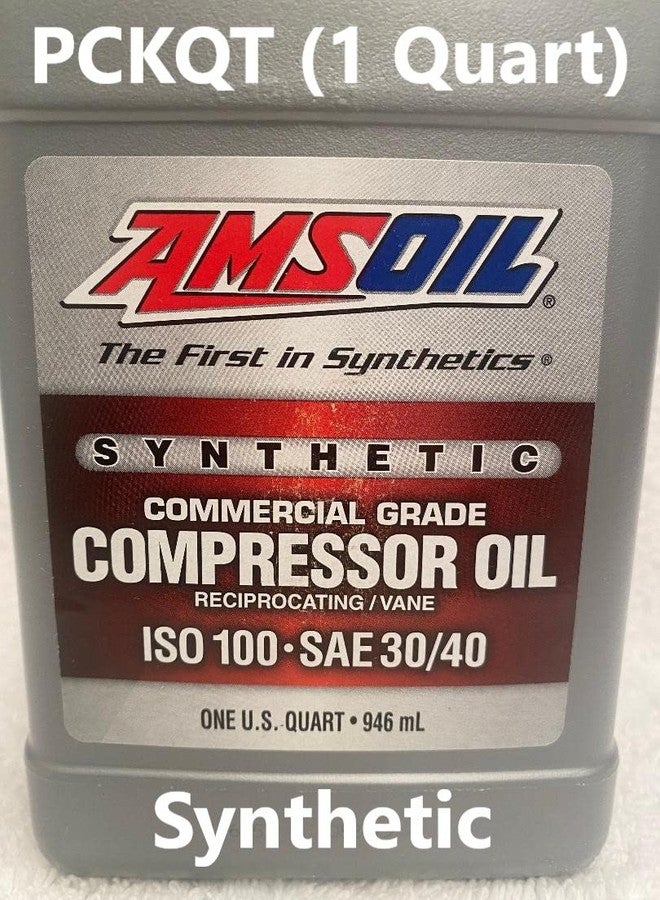 PCKQT (1 Quart)
AMSOIL®
The First in Synthetics®
SYNTHETIC
COMMERCIAL GRADE
COMPRESSOR OIL
RECIPROCATING / VANE
ISO 100 • SAE 30/40
ONE U.S. QUART • 946 mL
Synthetic